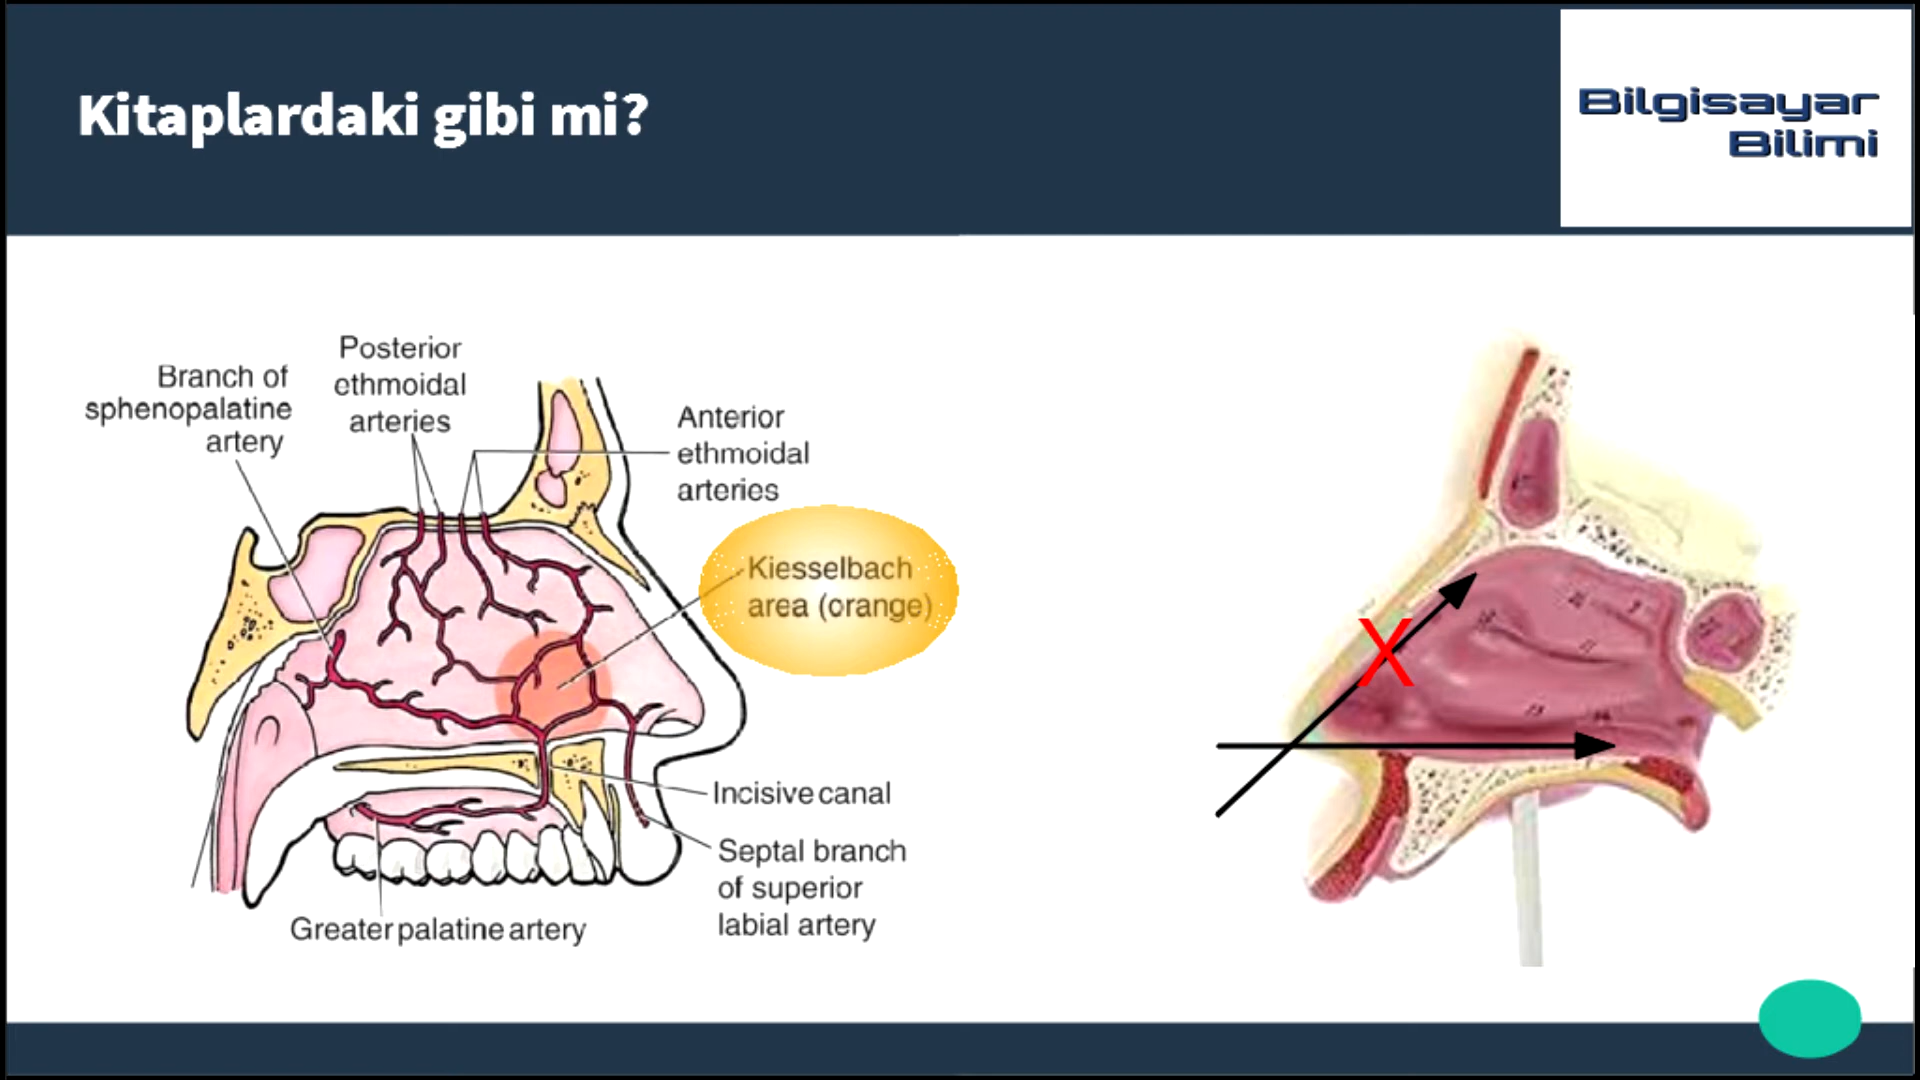 Kitaplardaki gibi mi?
Bilgisayar
Bilimi
Branch of
sphenopalatine
artery
Posterior
ethmoidal
arteries
Anterior
ethmoidal
arteries
Kiesselbach
area (orange)
Incisive canal
Septal branch
of superior
labial artery
Greater palatine artery
X